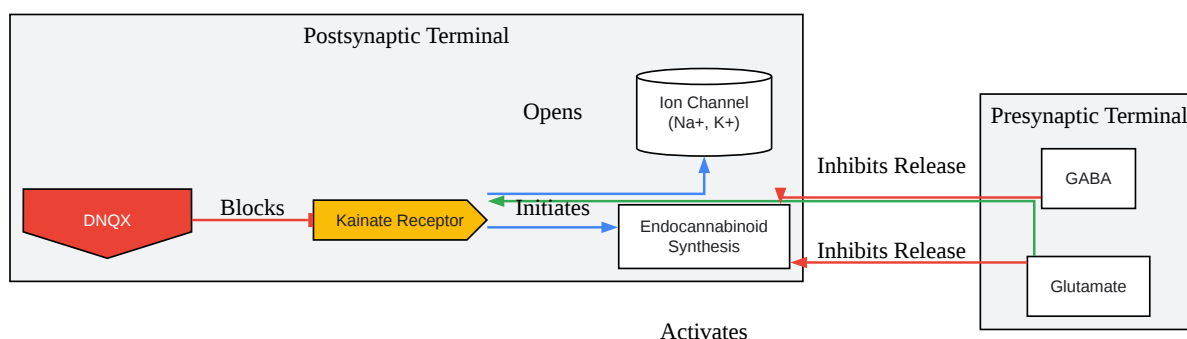 Postsynaptic Terminal
Ion Channel
(Na+, K+)
Opens
Presynaptic Terminal
Inhibits Release
GABA
DNQX
Blocks
Kainate Receptor
Initiates
Endocannabinoid
Synthesis
Inhibits Release
Glutamate
Activates